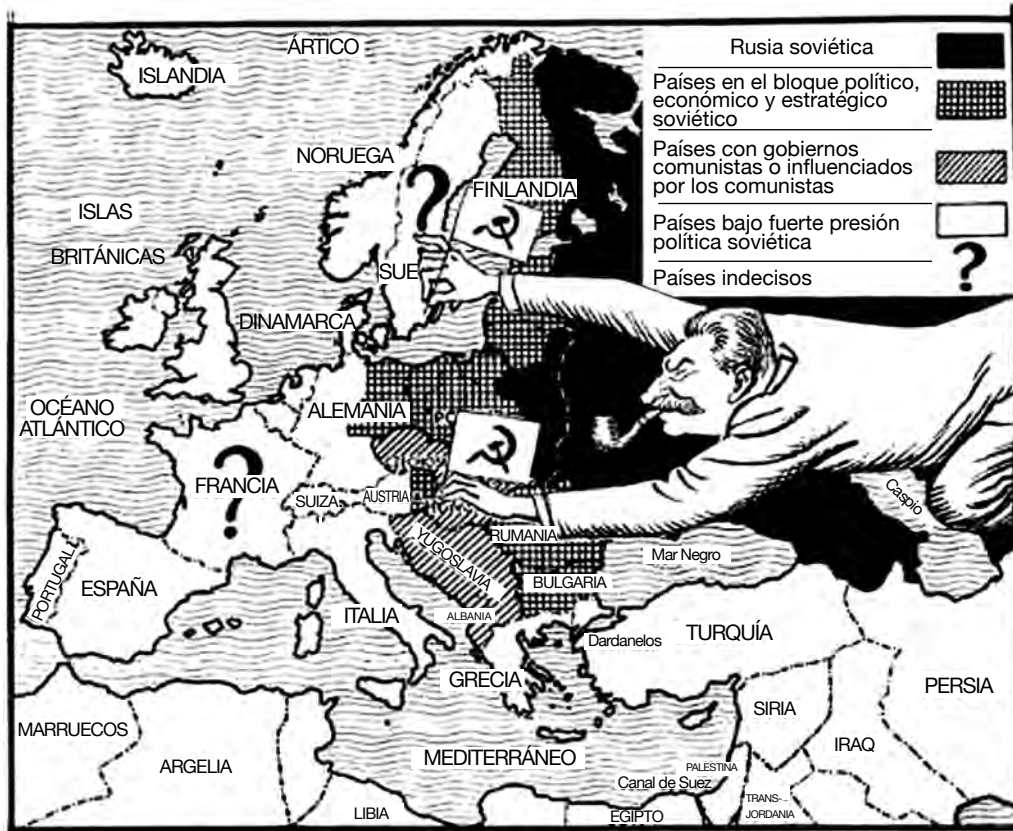 ÁRTICO
ISLANDIA
NORUEGA
FINLANDIA
ISLAS
BRITÁNICAS
SUE
DINAMARCA
OCÉANO
ATLÁNTICO
ALEMANIA
FRANCIA
SUIZA
AUSTRIA
RUMANIA
YUGOSLAVIA
BULGARIA
Mar Negro
Caspio
PORTUGAL
ESPAÑA
ITALIA
ALBANIA
Dardanelos
TURQUÍA
GRECIA
PERSIA
SIRIA
IRAQ
MARRUECOS
ARGELIA
MEDITERRÁNEO
PALESTINA
Canal de Suez
TRANS-
JORDANIA
LIBIA
EGIPTO
Rusia soviética
Países en el bloque político,
económico y estratégico
soviético
Países con gobiernos
comunistas o influenciados
por los comunistas
Países bajo fuerte presión
política soviética
Países indecisos
?
?
?